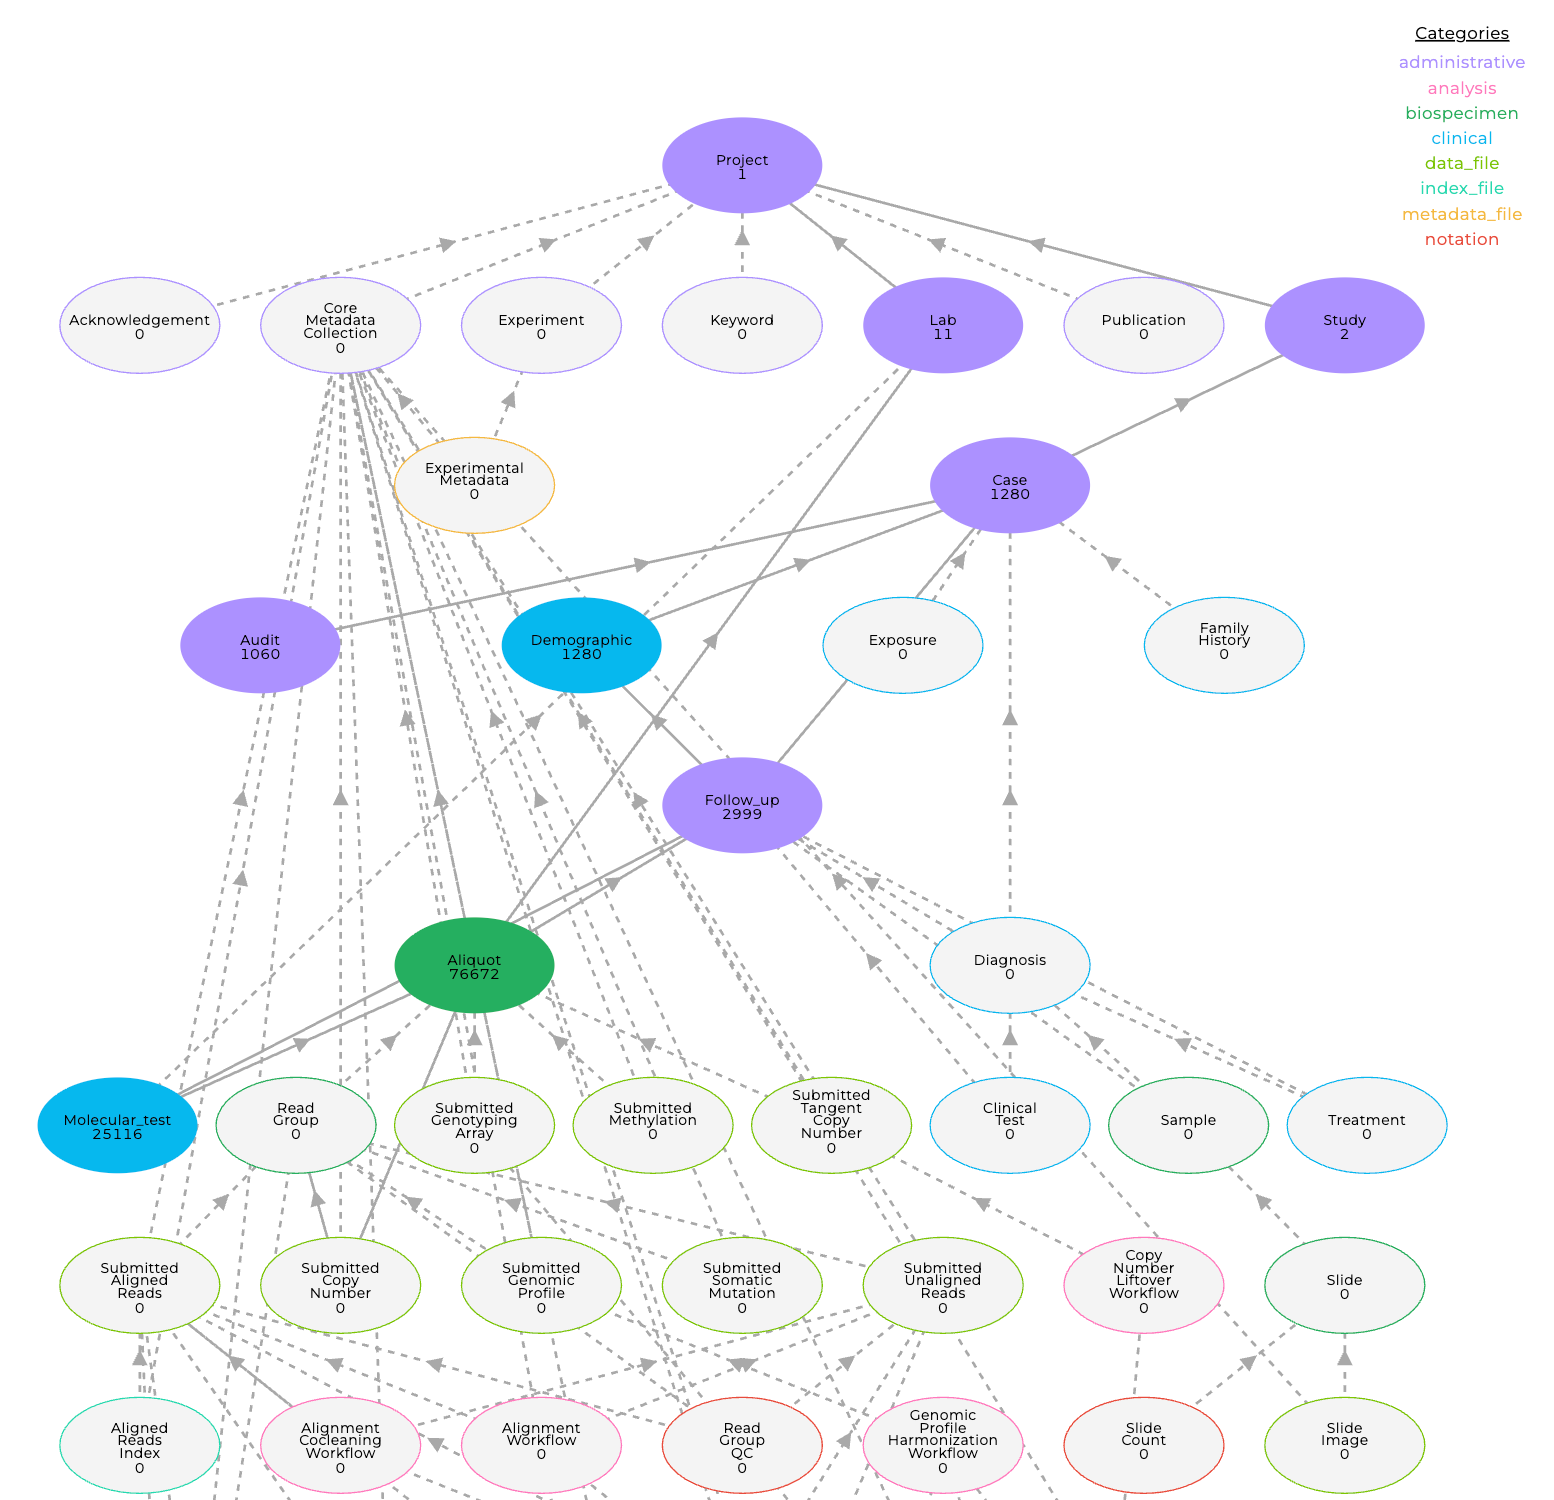 Categories
administrative
analysis
biospecimen
clinical
data_file
index_file
metadata_file
notation
Project
1
Acknowledgement
0
Core
Metadata
Collection
0
Experiment
0
Keyword
0
Lab
11
Publication
0
Study
2
Experimental
Metadata
0
Case
1280
Audit
1060
Demographic
1280
Exposure
0
Family
History
0
Follow_up
2999
Aliquot
76672
Diagnosis
0
Molecular_test
25116
Read
Group
0
Submitted
Genotyping
Array
0
Submitted
Methylation
0
Submitted
Tangent
Copy
Number
0
Clinical
Test
0
Sample
0
Treatment
0
Submitted
Aligned
Reads
0
Submitted
Copy
Number
0
Submitted
Genomic
Profile
0
Submitted
Somatic
Mutation
0
Submitted
Unaligned
Reads
0
Copy
Number
Liftover
Workflow
0
Slide
0
Aligned
Reads
Index
0
Alignment
Cocleaning
Workflow
0
Alignment
Workflow
0
Read
Group
QC
0
Genomic
Profile
Harmonization
Workflow
0
Slide
Count
0
Slide
Image
0